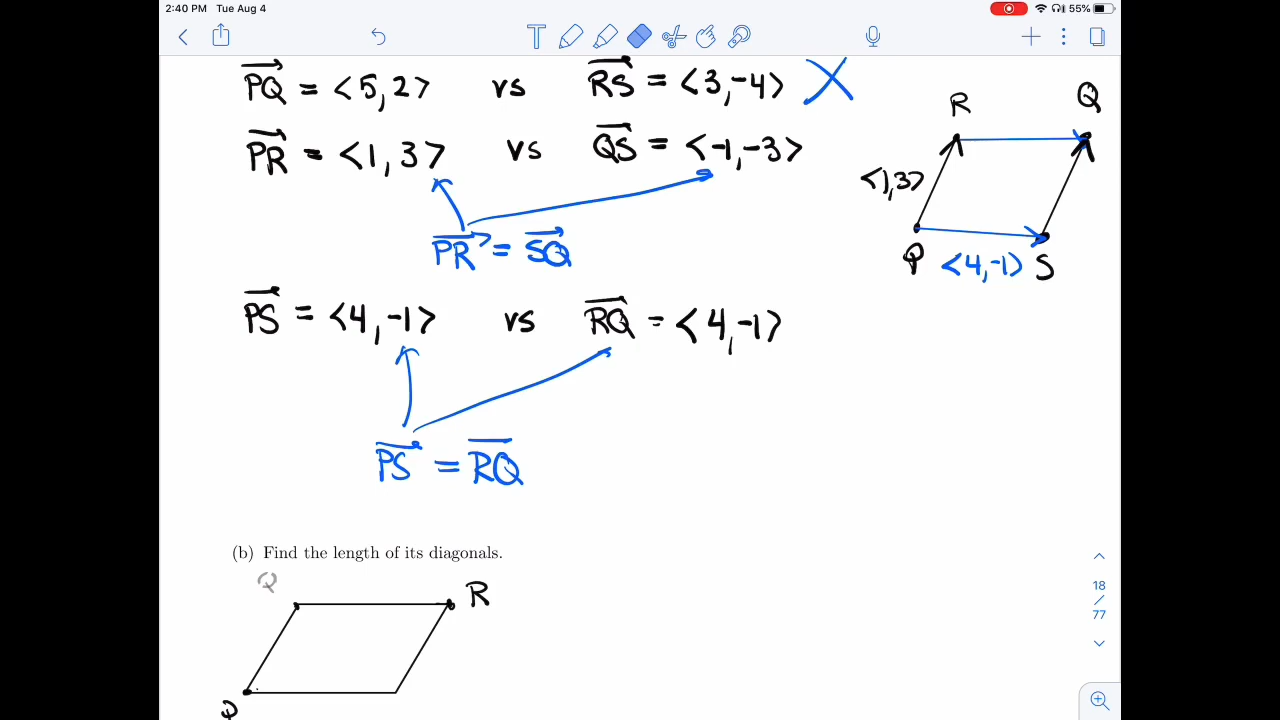 2:40 PM Tue Aug 4
55%
PQ = <5,2> vs RS = <3,-4> X
PR = <1,3> vs QS = <-1,-3>
PR = SQ
PS = <4,-1> vs RQ = <4,-1>
PS = RQ
R Q
<1,3>
P <4,-1> S
(b) Find the length of its diagonals.
Q R
P
18
/
77